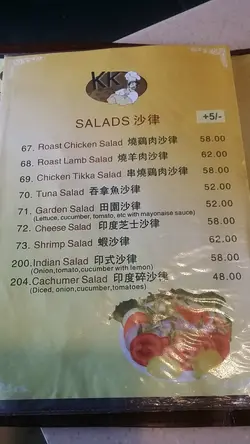 KK
SALADS 沙律
+5/-
67. Roast Chicken Salad 燒鷄肉沙律 58.00
68. Roast Lamb Salad 燒羊肉沙律 62.00
69. Chicken Tikka Salad 串燒鷄肉沙律 58.00
70. Tuna Salad 吞拿魚沙律 52.00
71. Garden Salad 田園沙律 52.00
(Lettuce, cucumber, tomato, etc with mayonaise sauce)
72. Cheese Salad 印度芝士沙律 58.00
73. Shrimp Salad 蝦沙律 62.00
200.Indian Salad 印式沙律 58.00
(Onion,tomato,cucumber with lemon)
204.Cachumer Salad 印度碎沙律 48.00
(Diced, onion,cucumber,tomatoes)